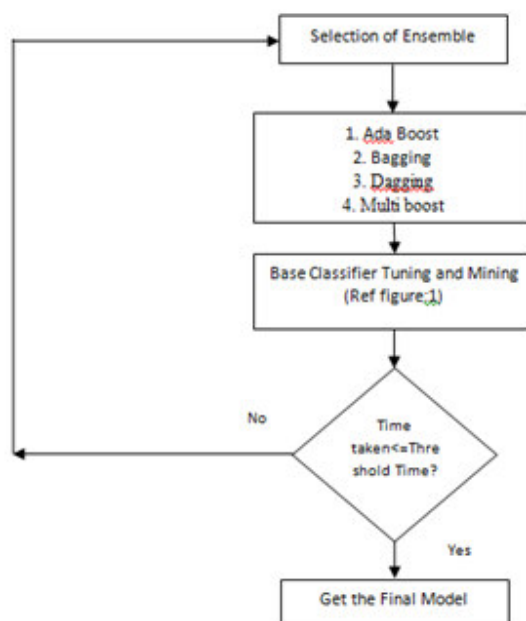 Selection of Ensemble
1. Ada Boost
2. Bagging
3. Dagging
4. Multi boost
Base Classifier Tuning and Mining
(Ref figure;1)
Time
taken<=Thre
shold Time?
No
Yes
Get the Final Model